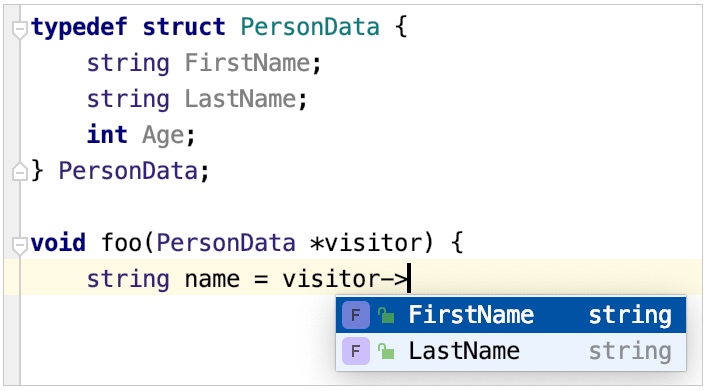 typedef struct PersonData {
string FirstName;
string LastName;
int Age;
} PersonData;
void foo(PersonData *visitor) {
string name = visitor->
F FirstName string
F LastName string